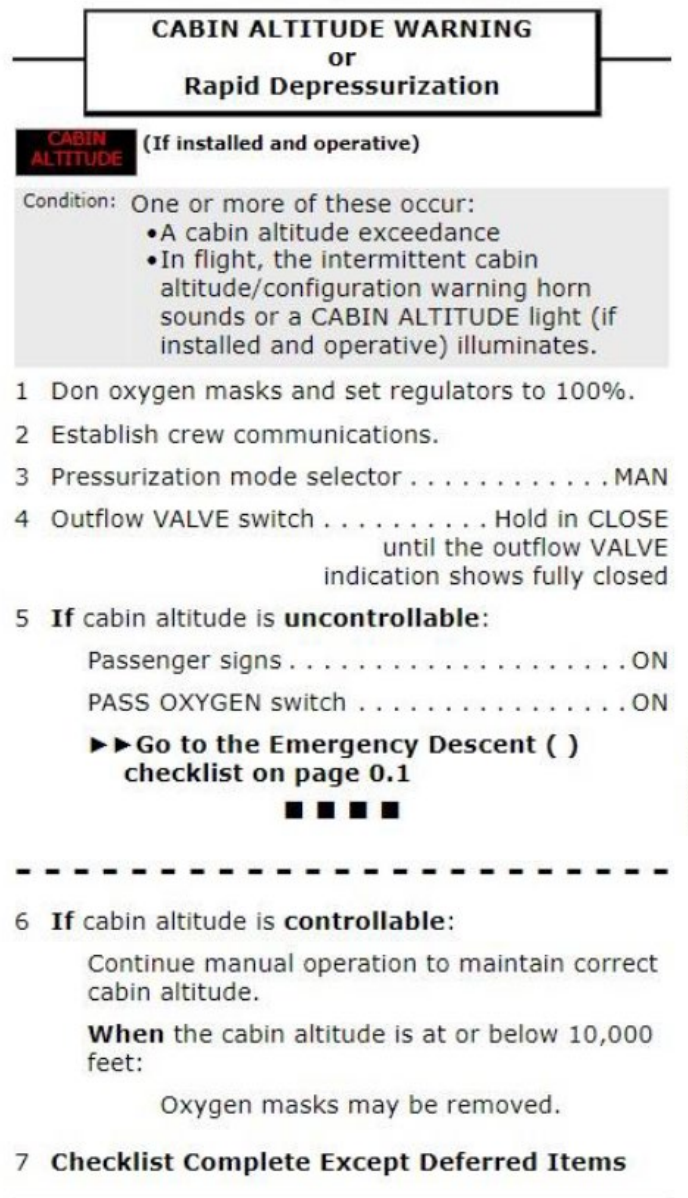 CABIN ALTITUDE WARNING
or
Rapid Depressurization
CABIN
ALTITUDE
(If installed and operative)
Condition: One or more of these occur:
•A cabin altitude exceedance
•In flight, the intermittent cabin
altitude/configuration warning horn
sounds or a CABIN ALTITUDE light (if
installed and operative) illuminates.
1 Don oxygen masks and set regulators to 100%.
2 Establish crew communications.
3 Pressurization mode selector . . . . . . . . . . . . MAN
4 Outflow VALVE switch . . . . . . . . . . Hold in CLOSE
until the outflow VALVE
indication shows fully closed
5 If cabin altitude is uncontrollable:
Passenger signs . . . . . . . . . . . . . . . . . . . . . ON
PASS OXYGEN switch . . . . . . . . . . . . . . . . . ON
►►Go to the Emergency Descent ( )
checklist on page 0.1
■ ■ ■ ■
6 If cabin altitude is controllable:
Continue manual operation to maintain correct
cabin altitude.
When the cabin altitude is at or below 10,000
feet:
Oxygen masks may be removed.
7 Checklist Complete Except Deferred Items